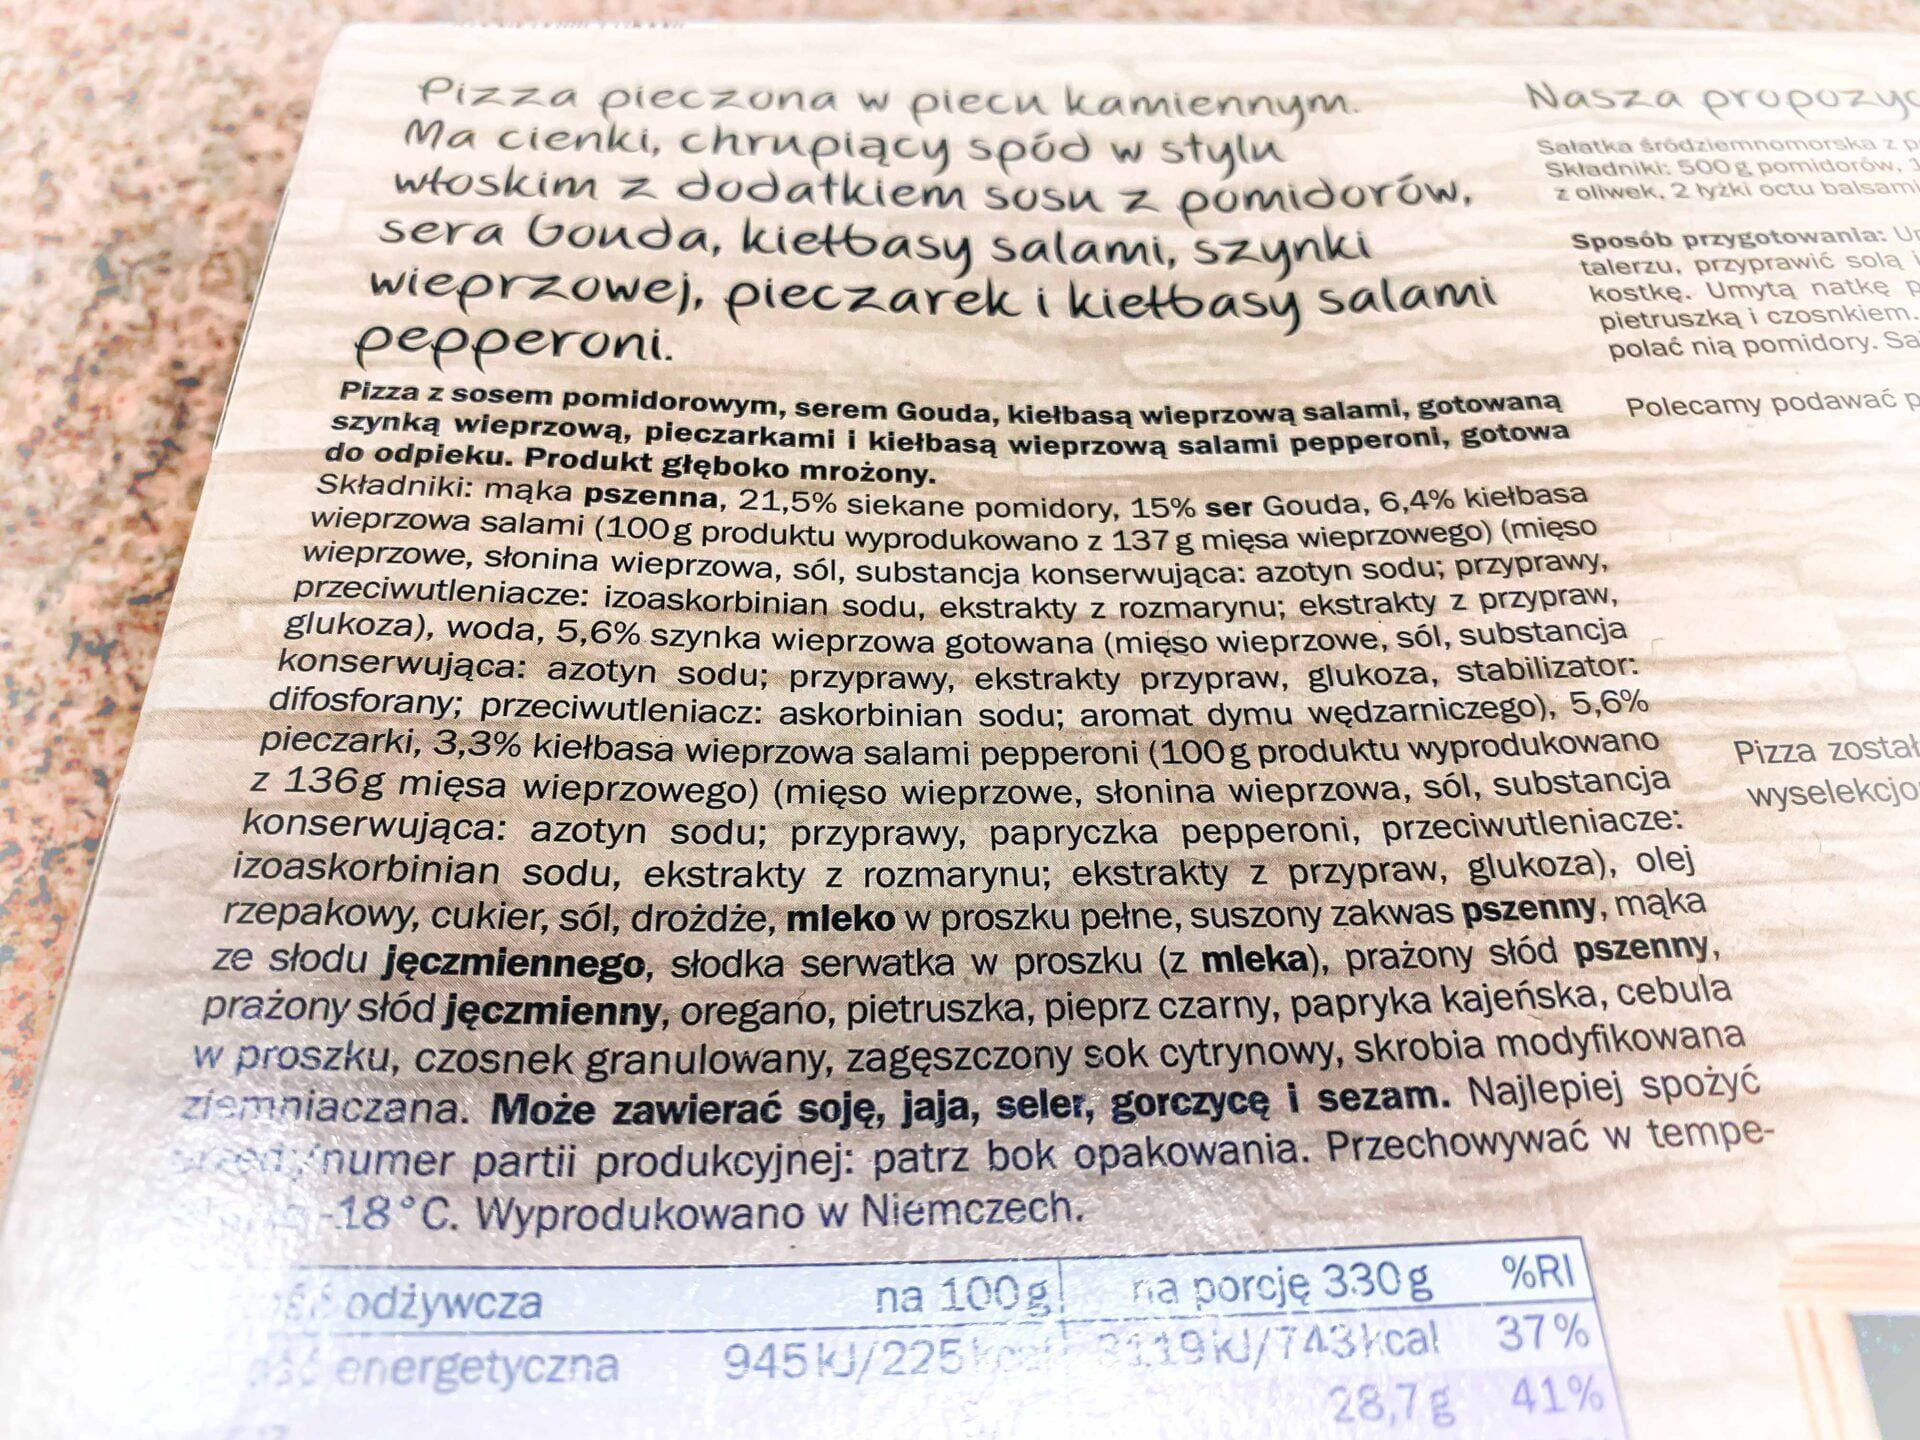 Pizza pieczona w piecu kamiennym.
Ma cienki, chrupiący spód w stylu
włoskim z dodatkiem sosu z pomidorów,
sera Gouda, kiełbasy salami, szynki
wieprzowej, pieczarek i kiełbasy salami
pepperoni.
Pizza z sosem pomidorowym, serem Gouda, kiełbasą wieprzową salami, gotowaną
szynką wieprzową, pieczarkami i kiełbasą wieprzową salami pepperoni, gotowa
do odpieku. Produkt głęboko mrożony.
Składniki: mąka pszenna, 21,5% siekane pomidory, 15% ser Gouda, 6,4% kiełbasa
wieprzowa salami (100g produktu wyprodukowano z 137g mięsa wieprzowego) (mięso
wieprzowe, słonina wieprzowa, sól, substancja konserwująca: azotyn sodu; przyprawy,
przeciwutleniacze: izoaskorbinian sodu, ekstrakty z rozmarynu; ekstrakty z przypraw,
glukoza), woda, 5,6% szynka wieprzowa gotowana (mięso wieprzowe, sól, substancja
konserwująca: azotyn sodu; przyprawy, ekstrakty przypraw, glukoza, stabilizator:
difosforany; przeciwutleniacz: askorbinian sodu; aromat dymu wędzarniczego), 5,6%
pieczarki, 3,3% kiełbasa wieprzowa salami pepperoni (100g produktu wyprodukowano
z 136g mięsa wieprzowego) (mięso wieprzowe, słonina wieprzowa, sól, substancja
konserwująca: azotyn sodu; przyprawy, papryczka pepperoni, przeciwutleniacze:
izoaskorbinian sodu, ekstrakty z rozmarynu; ekstrakty z przypraw, glukoza), olej
rzepakowy, cukier, sól, drożdże, mleko w proszku pełne, suszony zakwas pszenny, mąka
ze słodu jęczmiennego, słodka serwatka w proszku (z mleka), prażony słód pszenny,
prażony słód jęczmienny, oregano, pietruszka, pieprz czarny, papryka kajeńska, cebula
w proszku, czosnek granulowany, zagęszczony sok cytrynowy, skrobia modyfikowana
ziemniaczana. Może zawierać soję, jaja, seler, gorczycę i sezam. Najlepiej spożyć
numer partii produkcyjnej: patrz bok opakowania. Przechowywać w tempe-
-18°C. Wyprodukowano w Niemczech.
odżywcza na 100g na porcję 330g %RI
energetyczna 945kJ/225kcal 3119kJ/743kcal 37%
28,7g 41%
Nasza
Sałatka śródziemnomorska z
Składniki: 500g pomidorów,
z oliwek, 2 łyżki octu
Sposób przygotowania:
talerzu, przyprawić solą i
kostkę. Umytą natkę
pietruszką i czosnkiem.
polać nią pomidory.
Polecamy podawać
Pizza